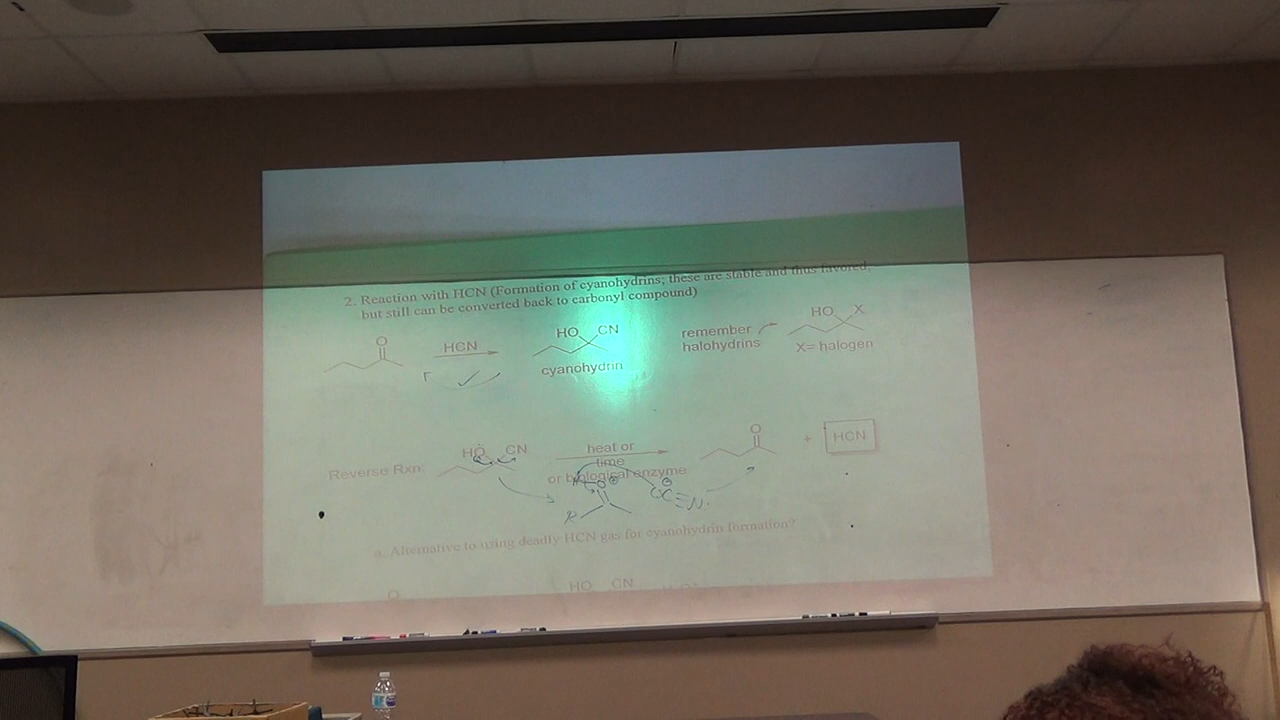 2. Reaction with HCN (Formation of cyanohydrins; these are stable and thus favored,
but still can be converted back to carbonyl compound)
O
HCN
HO CN
cyanohydrin
remember
halohydrins
HO X
X= halogen
Reverse Rxn:
HO CN
heat or
time
or biological enzyme
O
+ HCN
R
C≡N:
a. Alternative to using deadly HCN gas for cyanohydrin formation?
O
HO CN